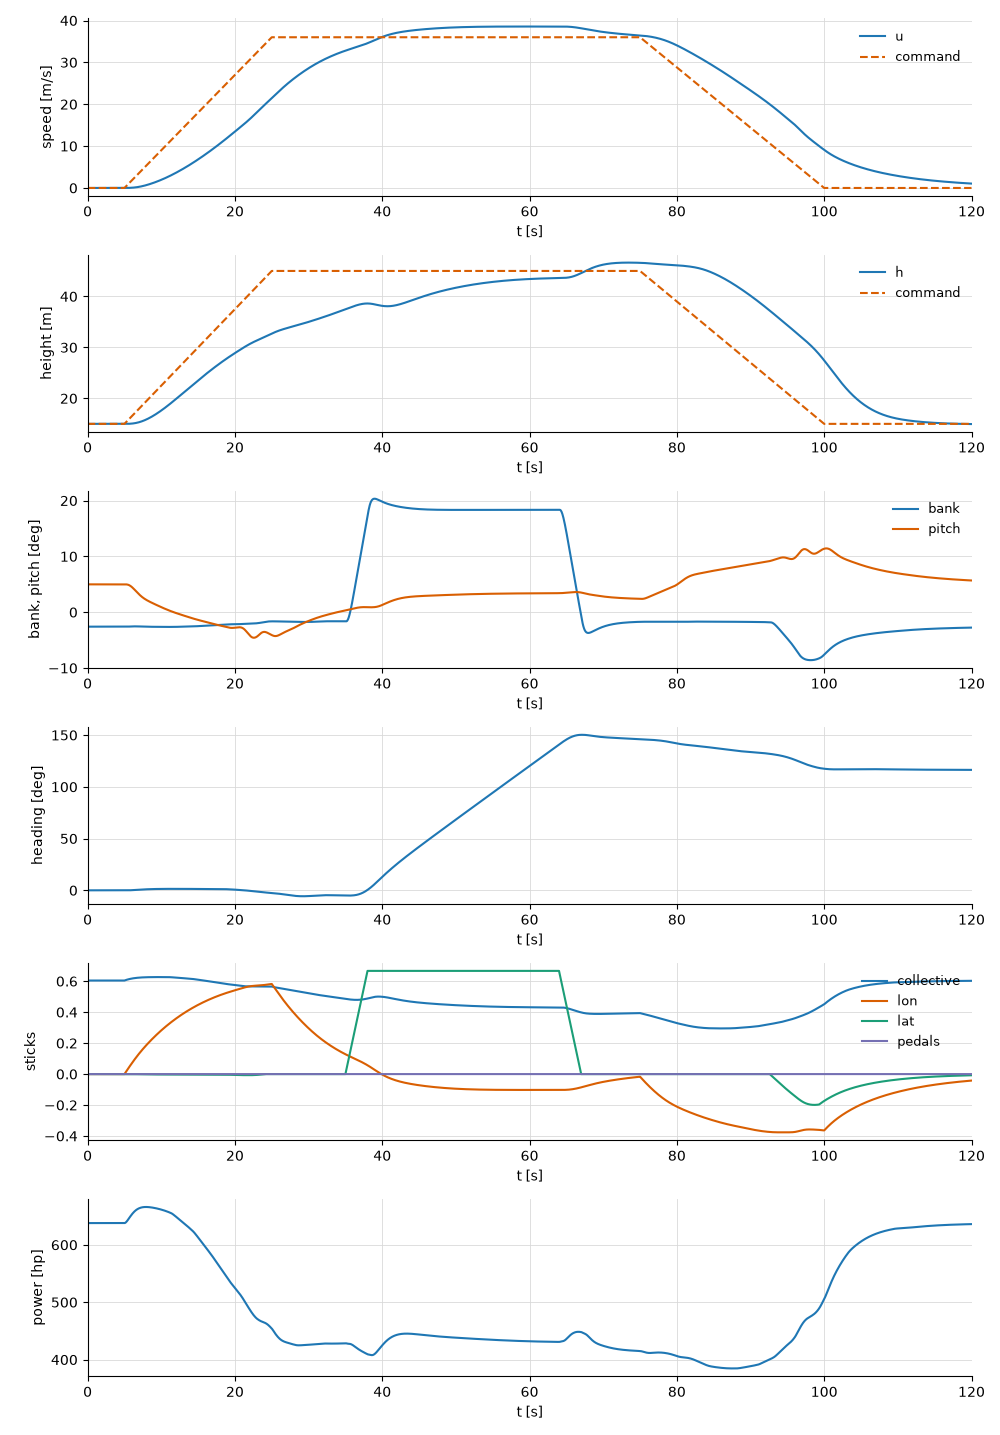 40
30
20
10
0
speed [m/s]
u
command
0 20 40 60 80 100 120
t [s]
40
30
20
height [m]
h
command
0 20 40 60 80 100 120
t [s]
20
10
0
−10
bank, pitch [deg]
bank
pitch
0 20 40 60 80 100 120
t [s]
150
100
50
0
heading [deg]
0 20 40 60 80 100 120
t [s]
0.6
0.4
0.2
0.0
−0.2
−0.4
sticks
collective
lon
lat
pedals
0 20 40 60 80 100 120
t [s]
600
500
400
power [hp]
0 20 40 60 80 100 120
t [s]